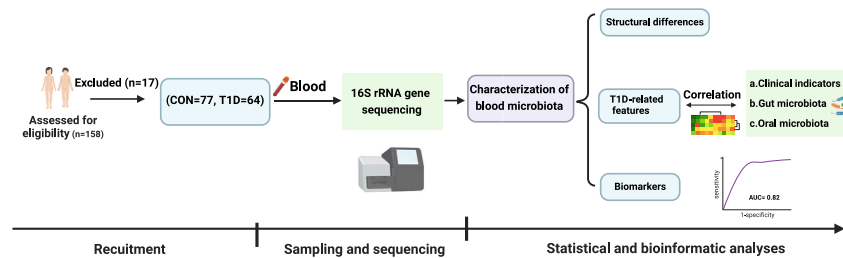 Excluded (n=17)
Assessed for
eligibility (n=158)
(CON=77, T1D=64)
Blood
16S rRNA gene
sequencing
Characterization of
blood microbiota
Structural differences
T1D-related
features
Correlation
a.Clinical indicators
b.Gut microbiota
c.Oral microbiota
Biomarkers
sensitivity
AUC= 0.82
1-specificity
Recuitment
Sampling and sequencing
Statistical and bioinformatic analyses